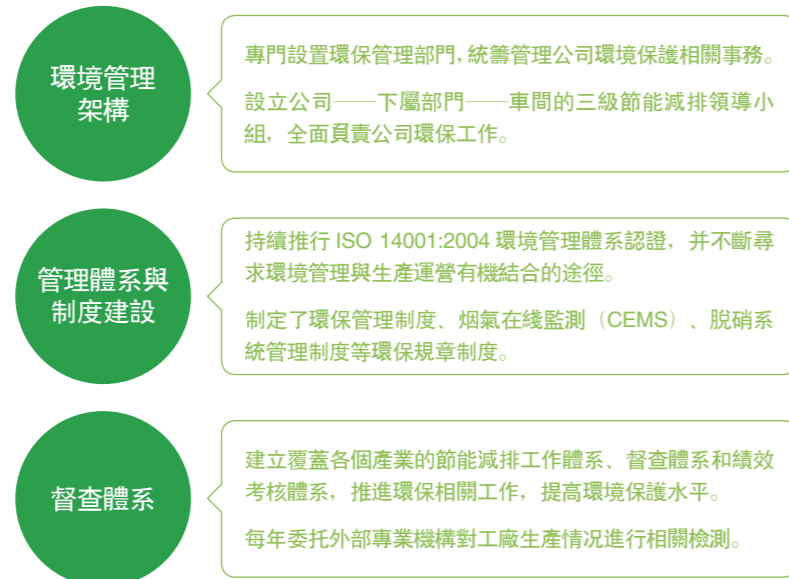 環境管理
架構
專門設置環保管理部門，統籌管理公司環境保護相關事務。
設立公司——下屬部門——車間的三級節能減排領導小
組，全面負責公司環保工作。
管理體系與
制度建設
持續推行 ISO 14001:2004 環境管理體系認證，并不斷尋
求環境管理與生產運營有機結合的途徑。
制定了環保管理制度、烟氣在綫監測（CEMS）、脫硝系
統管理制度等環保規章制度。
督查體系
建立覆蓋各個產業的節能減排工作體系、督查體系和績效
考核體系，推進環保相關工作，提高環境保護水平。
每年委托外部專業機構對工廠生產情况進行相關檢測。